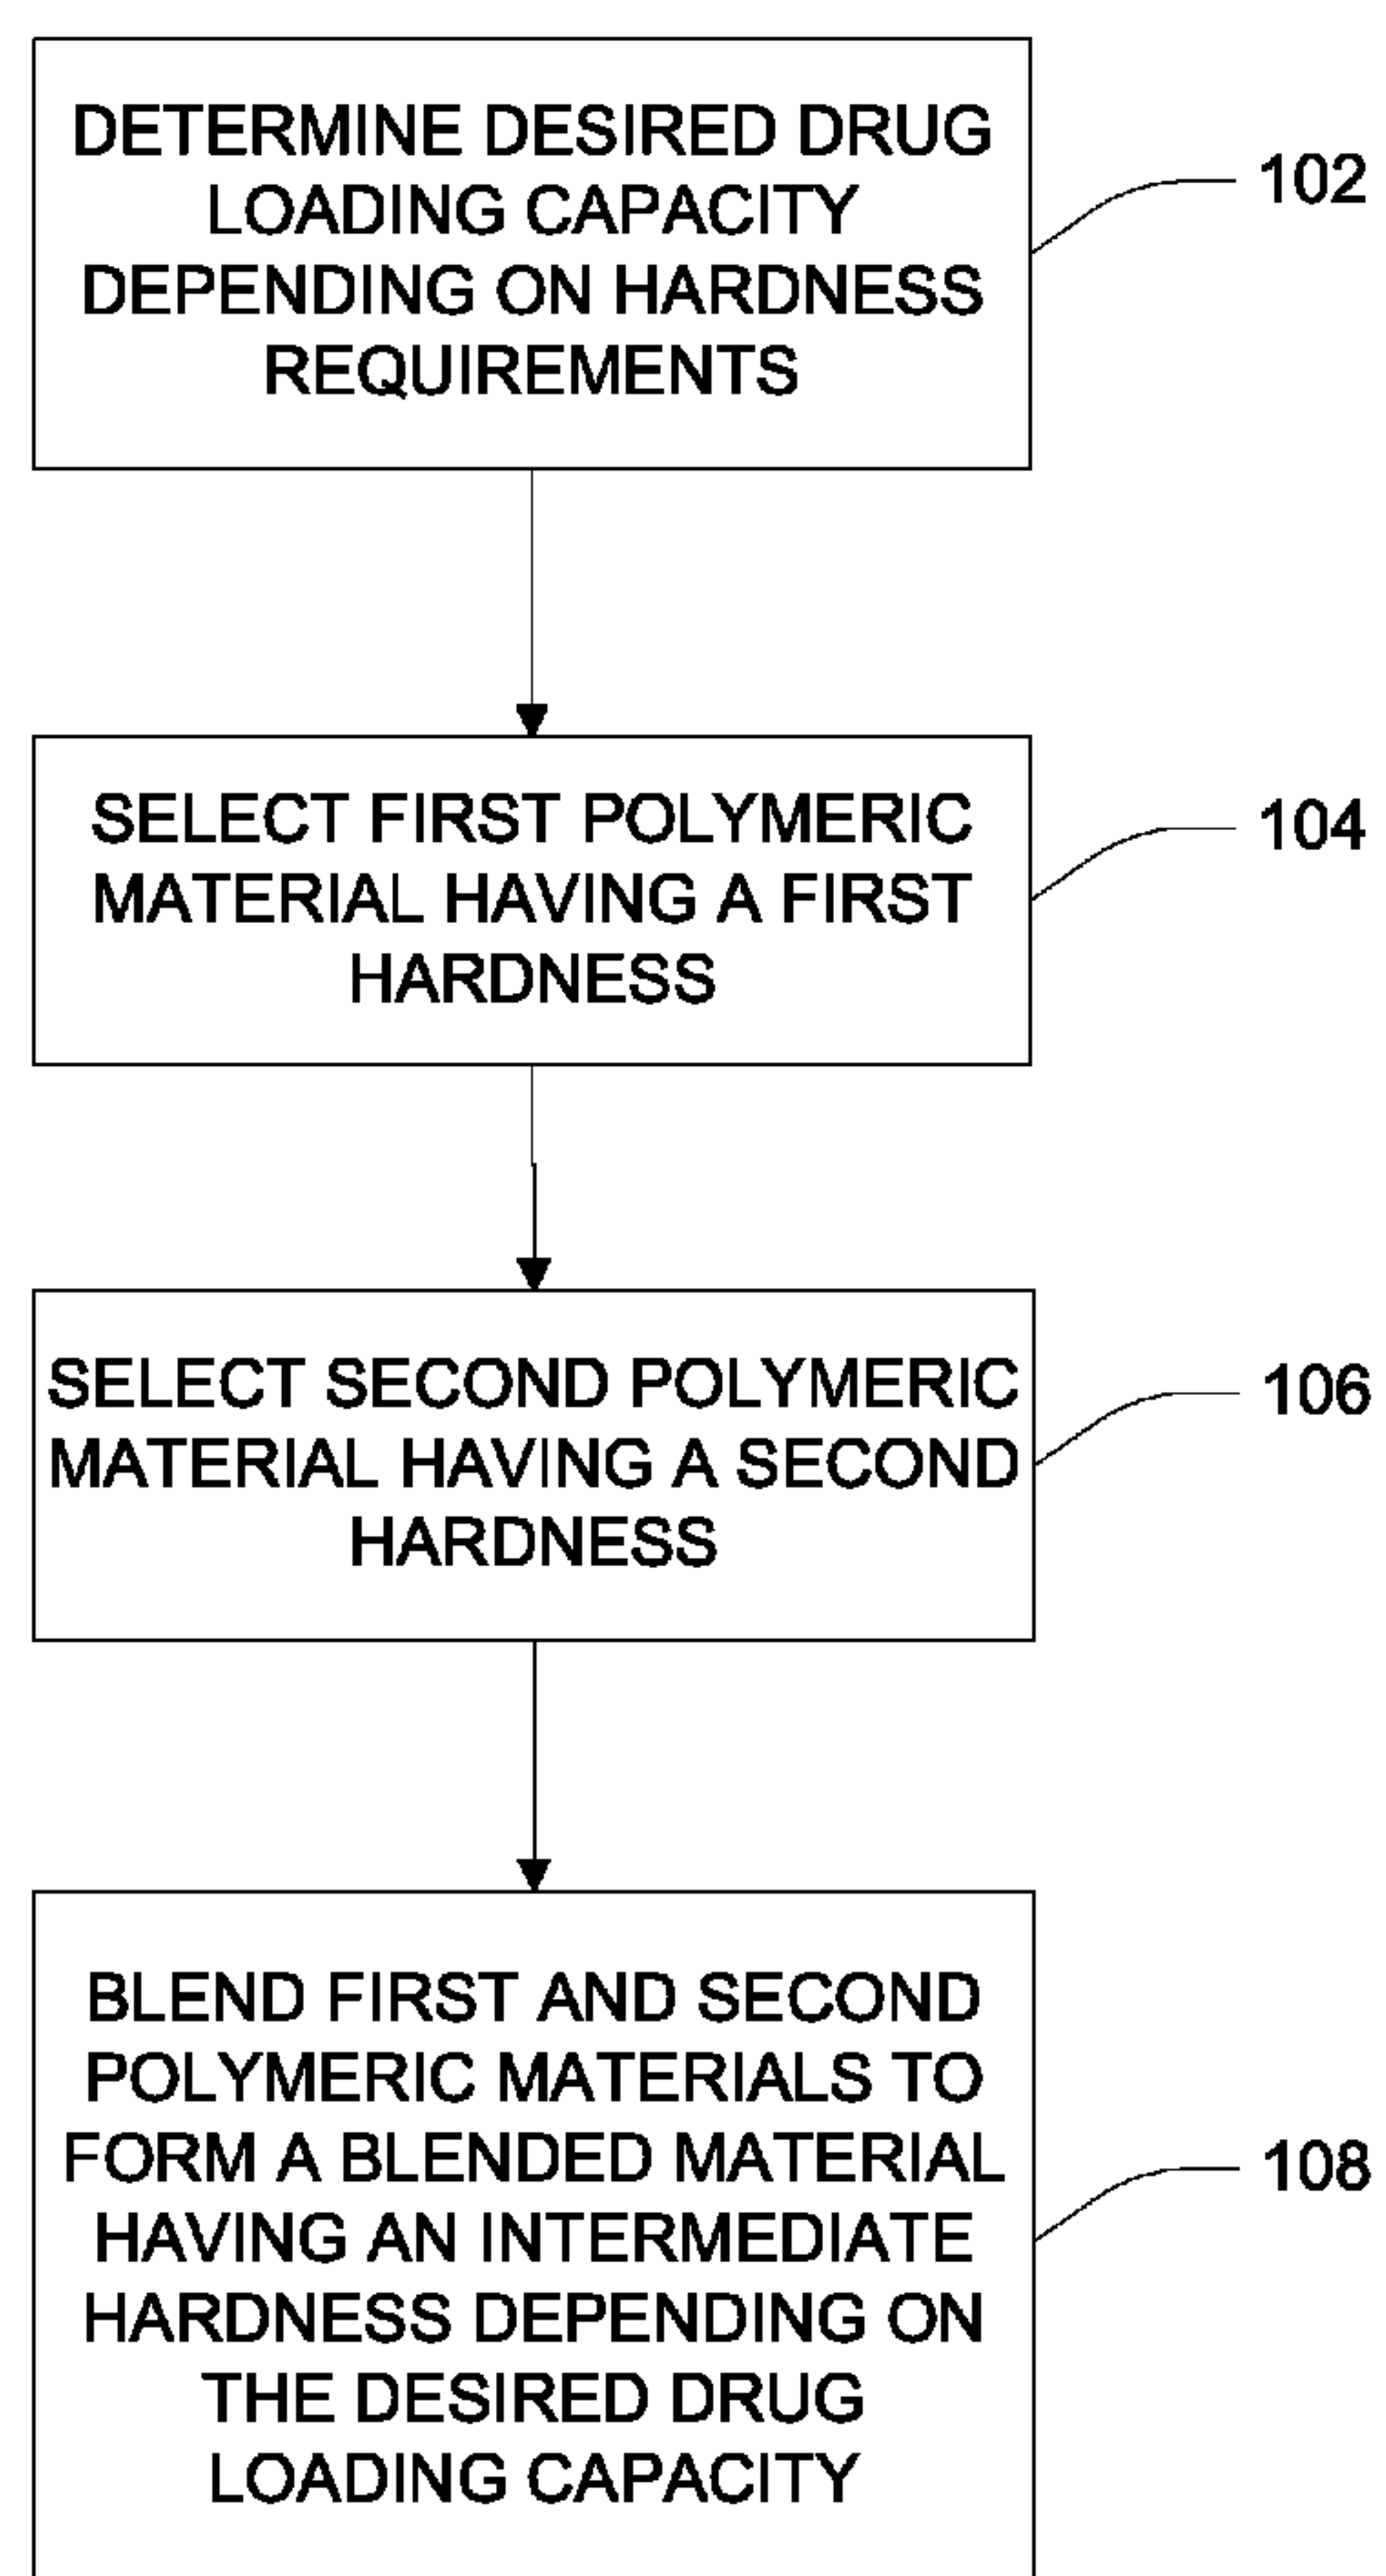 DETERMINE DESIRED DRUG
LOADING CAPACITY
DEPENDING ON HARDNESS
REQUIREMENTS
102
SELECT FIRST POLYMERIC
MATERIAL HAVING A FIRST
HARDNESS
104
SELECT SECOND POLYMERIC
MATERIAL HAVING A SECOND
HARDNESS
106
BLEND FIRST AND SECOND
POLYMERIC MATERIALS TO
FORM A BLENDED MATERIAL
HAVING AN INTERMEDIATE
HARDNESS DEPENDING ON
THE DESIRED DRUG
LOADING CAPACITY
108